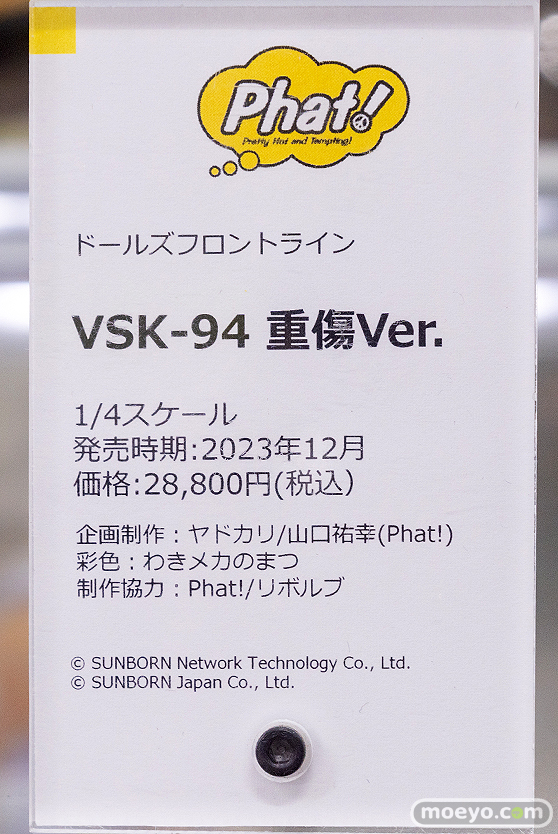 Phat!
Pretty Hot and Tempting!
ドールズフロントライン
VSK-94 重傷Ver.
1/4スケール
発売時期:2023年12月
価格:28,800円(税込)
企画制作：ヤドカリ/山口祐幸(Phat!)
彩色：わきメカのまつ
制作協力：Phat!/リボルブ
© SUNBORN Network Technology Co., Ltd.
© SUNBORN Japan Co., Ltd.
moeyo.com